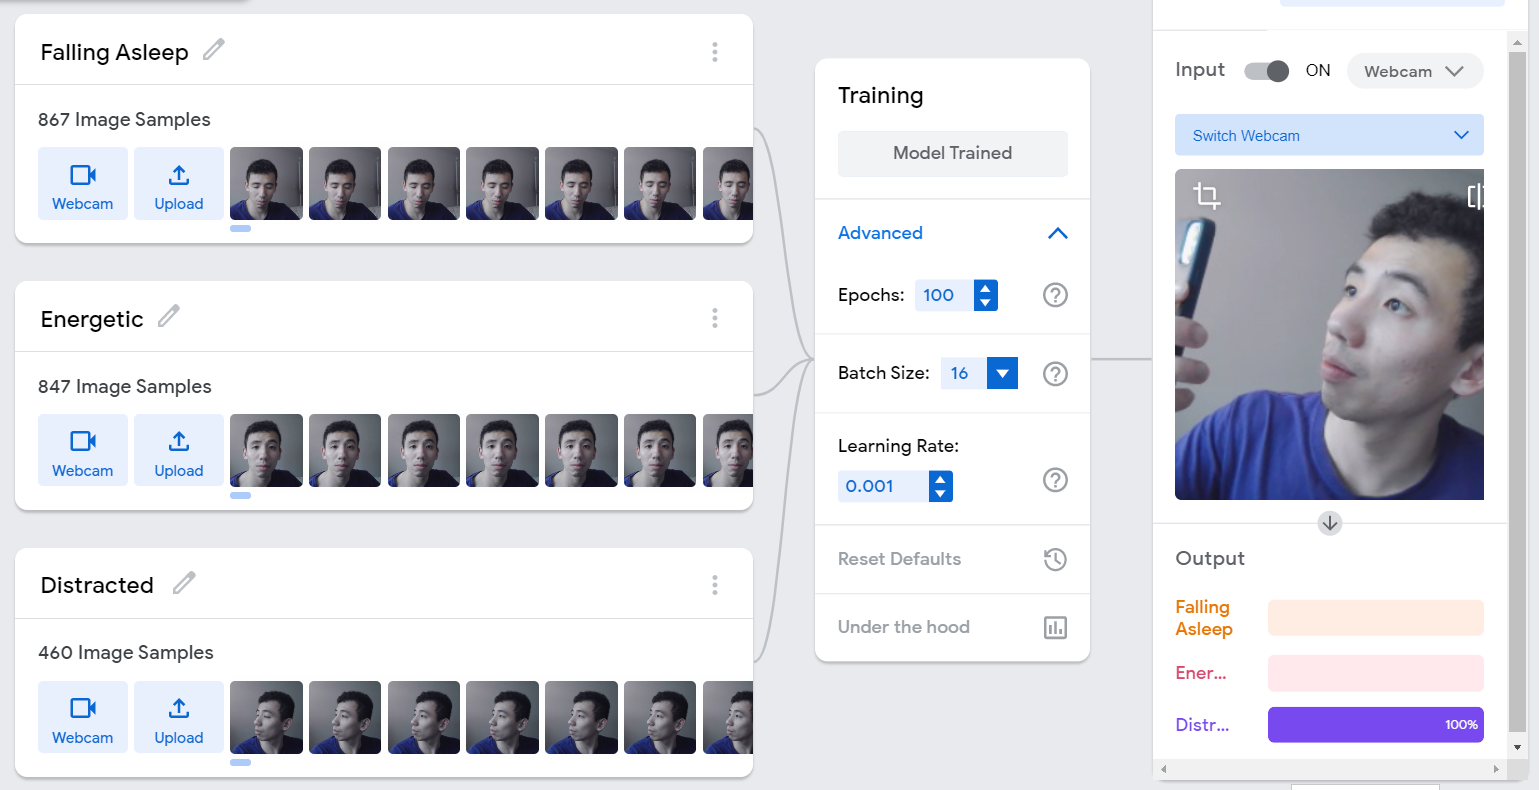 Falling Asleep
867 Image Samples
Webcam
Upload
Energetic
847 Image Samples
Webcam
Upload
Distracted
460 Image Samples
Webcam
Upload
Training
Model Trained
Advanced
Epochs: 100
Batch Size: 16
Learning Rate:
0.001
Reset Defaults
Under the hood
Input ON Webcam
Switch Webcam
Output
Falling
Asleep
Ener...
Distr... 100%